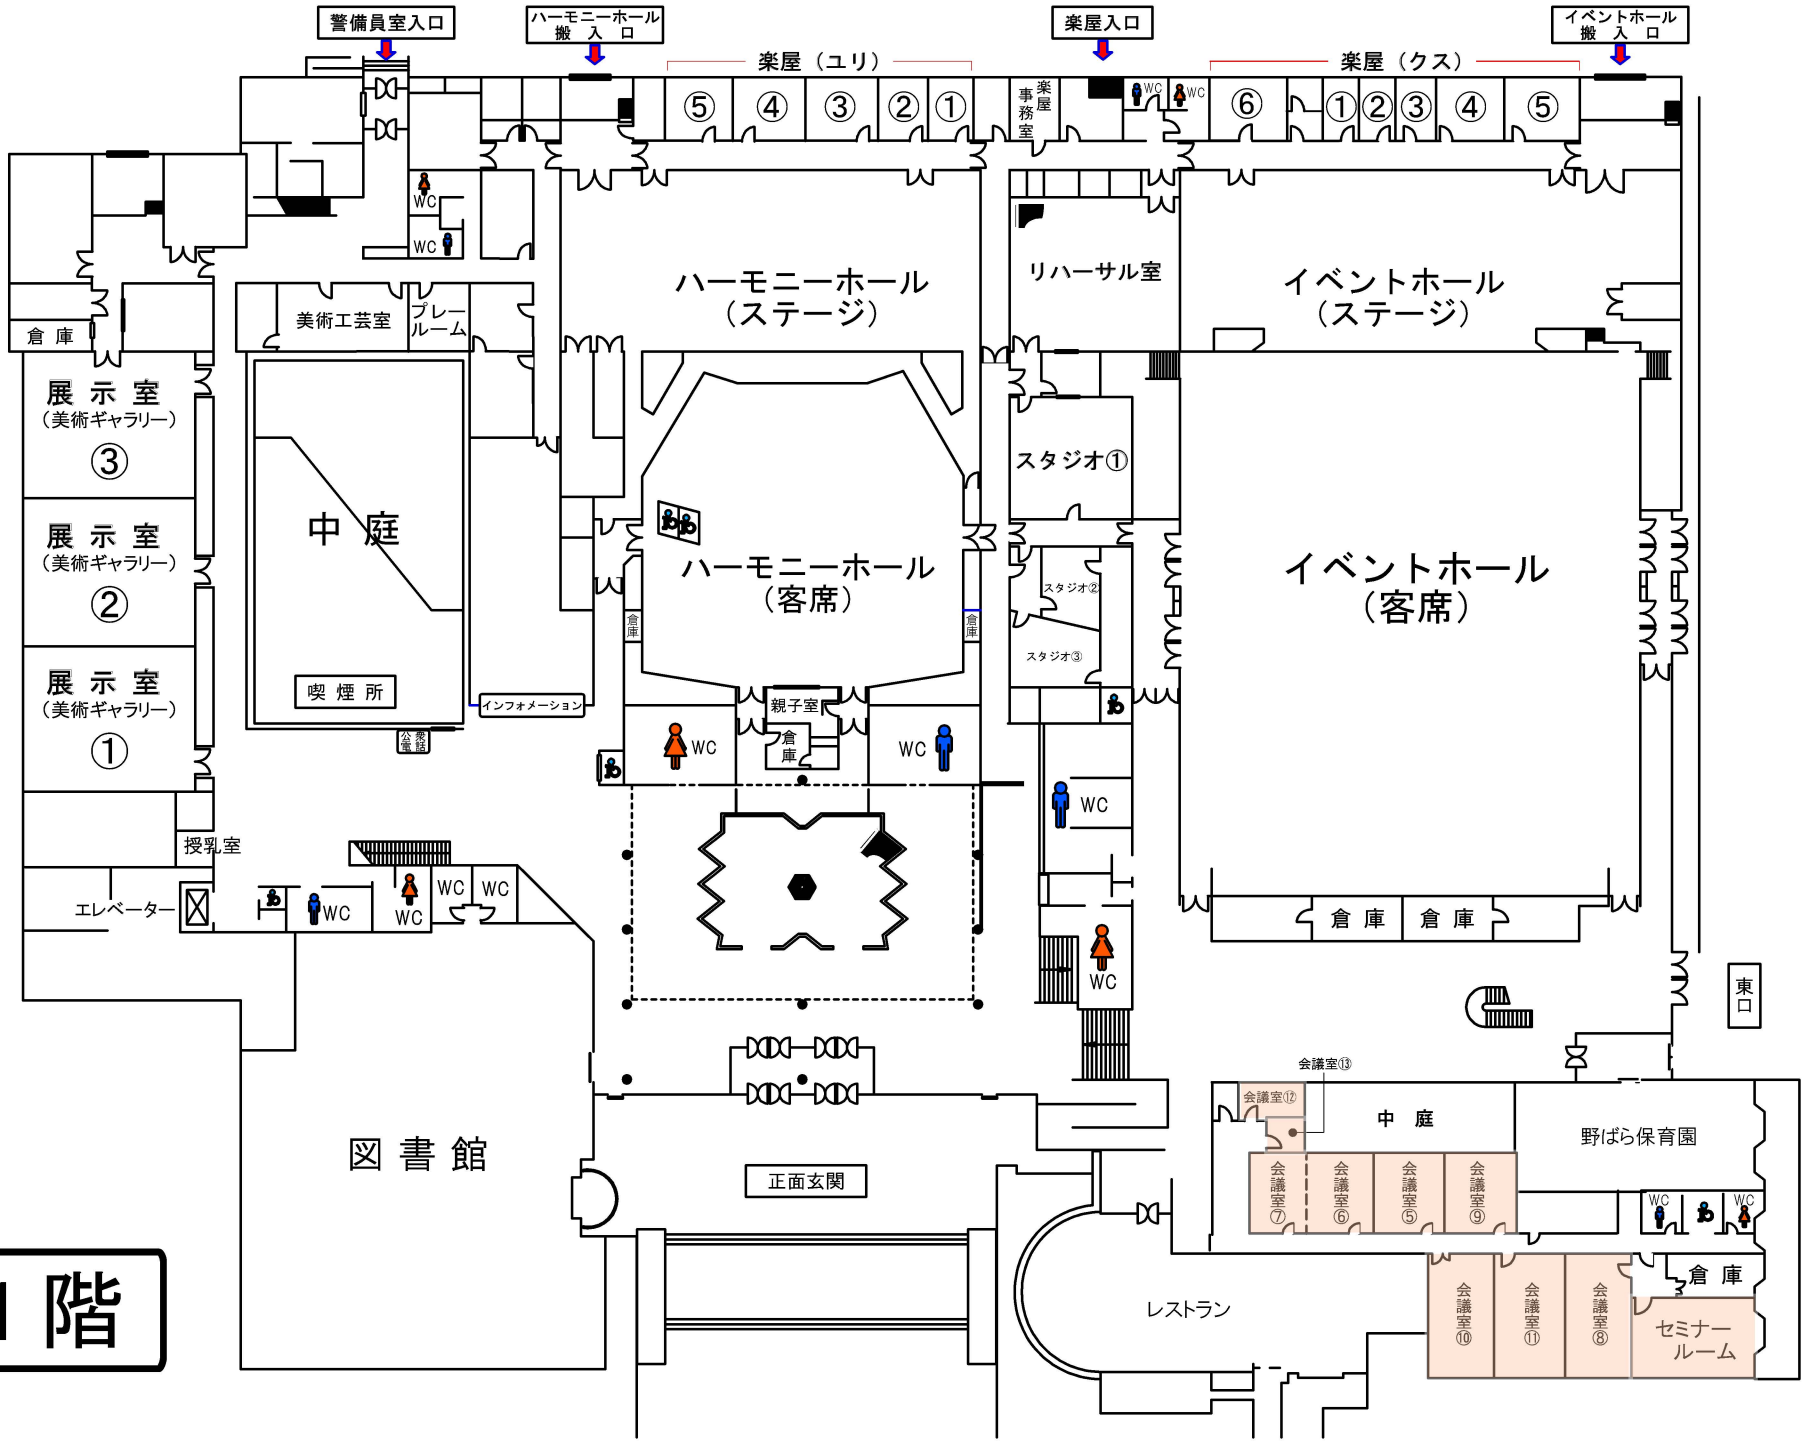 警備員室入口
ハーモニーホール
搬入口
楽屋入口
イベントホール
搬入口
楽屋（ユリ）
楽屋（クス）
⑤
④
③
②
①
楽屋
事務室
WC
WC
⑥
①
②
③
④
⑤
WC
WC
ハーモニーホール
（ステージ）
リハーサル室
イベントホール
（ステージ）
倉庫
美術工芸室
プレー
ルーム
展示室
（美術ギャラリー）
③
スタジオ①
展示室
（美術ギャラリー）
②
中庭
ハーモニーホール
（客席）
イベントホール
（客席）
スタジオ②
倉庫
倉庫
スタジオ③
展示室
（美術ギャラリー）
①
喫煙所
インフォメーション
公衆
電話
親子室
倉庫
WC
WC
WC
授乳室
エレベーター
WC
WC
WC
WC
倉庫
倉庫
WC
東口
会議室⑬
会議室⑫
中庭
野ばら保育園
図書館
正面玄関
会議室⑦
会議室⑥
会議室⑤
会議室⑨
WC
WC
倉庫
レストラン
会議室⑩
会議室⑪
会議室⑧
セミナー
ルーム
1階